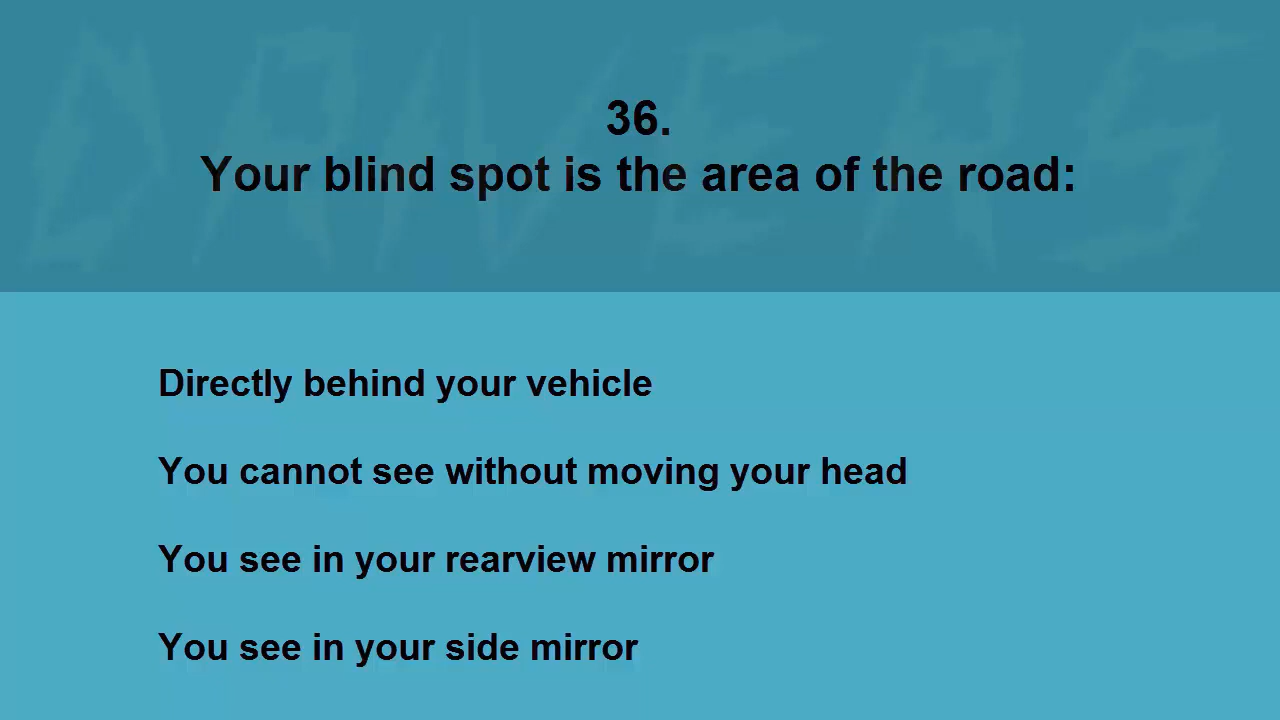 DRIVERS
36.
Your blind spot is the area of the road:
Directly behind your vehicle
You cannot see without moving your head
You see in your rearview mirror
You see in your side mirror